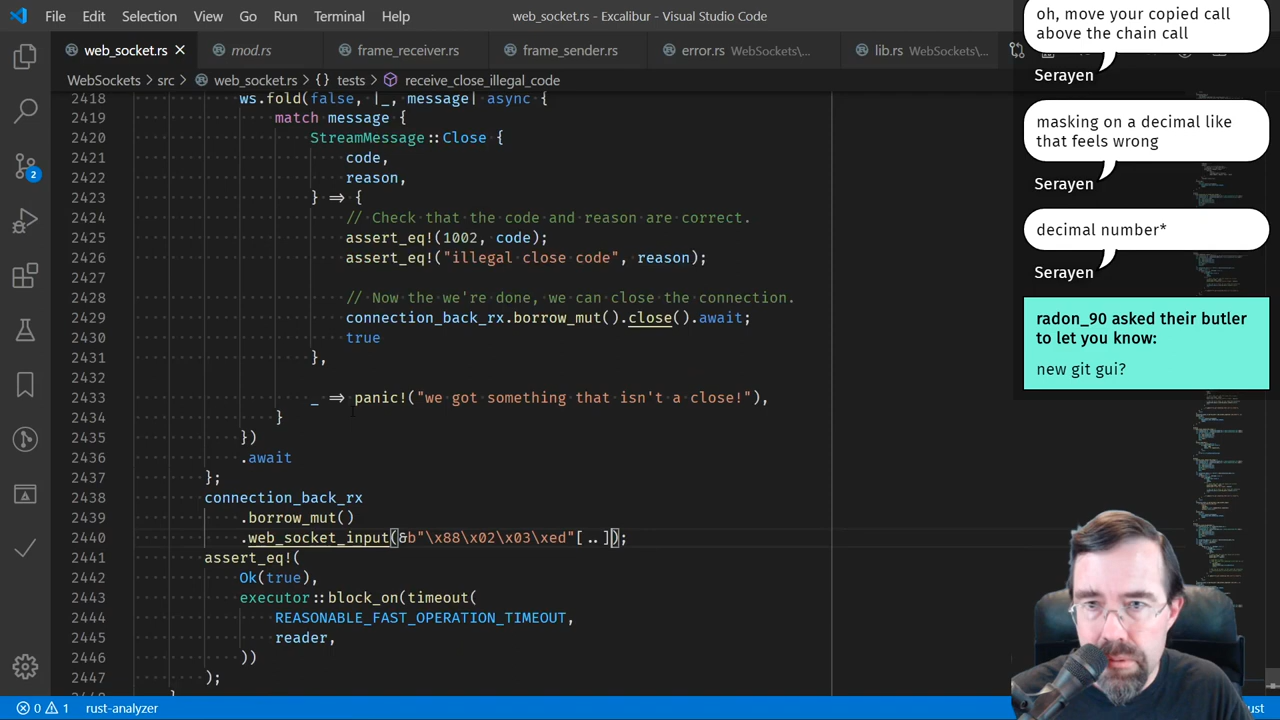 File Edit Selection View Go Run Terminal Help
web_socket.rs - Excalibur - Visual Studio Code
web_socket.rs × mod.rs frame_receiver.rs frame_sender.rs error.rs WebSockets\... lib.rs WebSockets\...
WebSockets > src > web_socket.rs > {} tests > receive_close_illegal_code
2418 ws.fold(false, |_, message| async {
2419 match message {
2420 StreamMessage::Close {
2421 code,
2422 reason,
2423 } => {
2424 // Check that the code and reason are correct.
2425 assert_eq!(1002, code);
2426 assert_eq!("illegal close code", reason);
2427
2428 // Now the we're done, we can close the connection.
2429 connection_back_rx.borrow_mut().close().await;
2430 true
2431 },
2432
2433 _ => panic!("we got something that isn't a close!"),
2434 }
2435 })
2436 .await
2437 };
2438 connection_back_rx
2439 .borrow_mut()
2440 .web_socket_input(&b"\x88\x02\x03\xed"[..]);
2441 assert_eq!(
2442 Ok(true),
2443 executor::block_on(timeout(
2444 REASONABLE_FAST_OPERATION_TIMEOUT,
2445 reader,
2446 ))
2447 );
2
0 1 rust-analyzer
oh, move your copied call
above the chain call
Serayen
masking on a decimal like
that feels wrong
Serayen
decimal number*
Serayen
radon_90 asked their butler
to let you know:
new git gui?